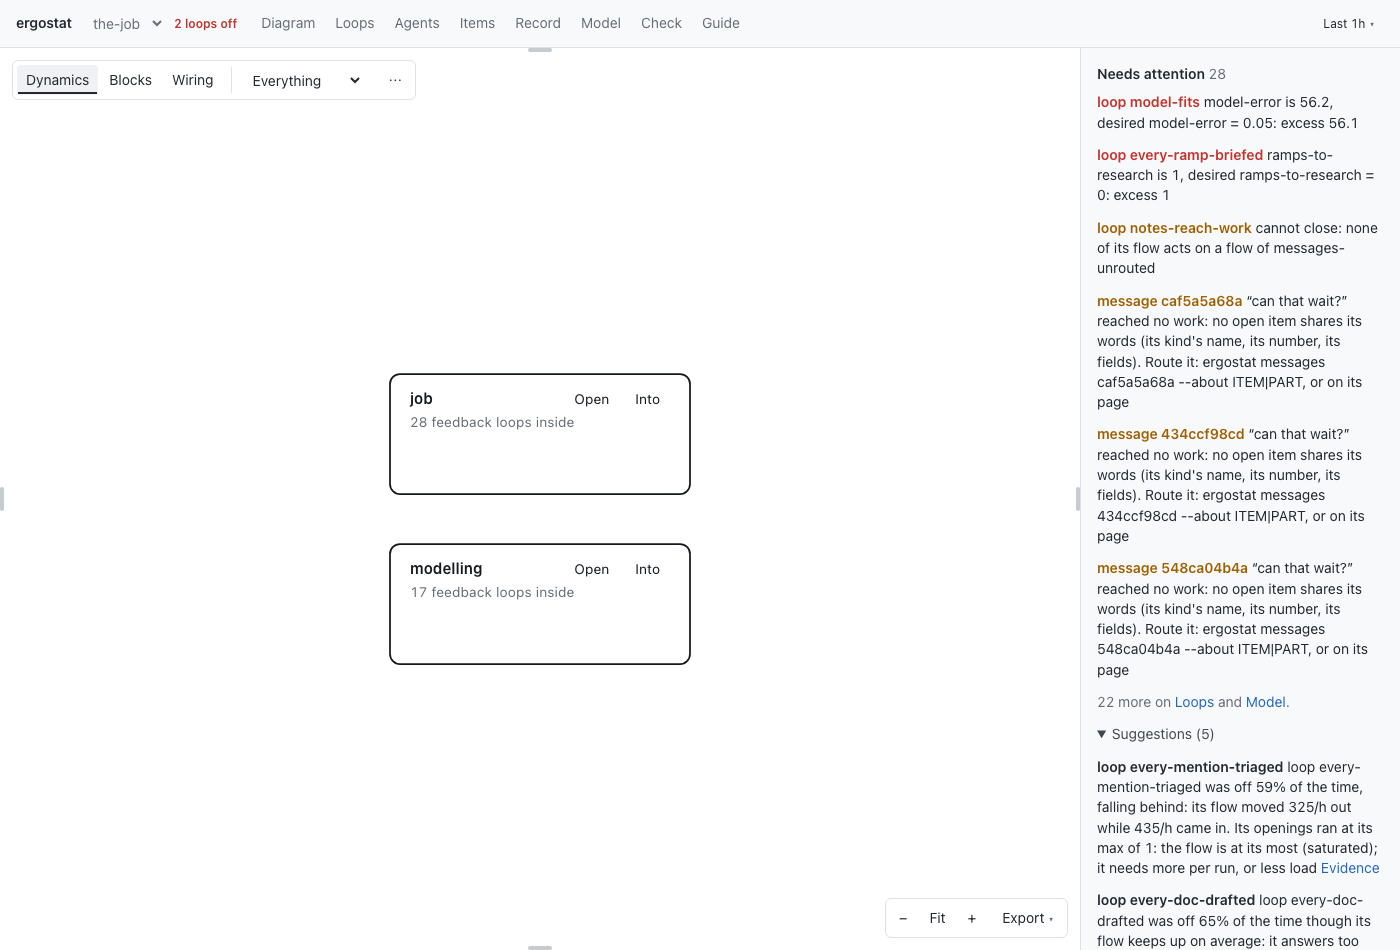 ergostat the-job 2 loops off Diagram Loops Agents Items Record Model Check Guide Last 1h
Dynamics Blocks Wiring Everything ···
job Open Into
28 feedback loops inside
modelling Open Into
17 feedback loops inside
− Fit + Export
Needs attention 28
loop model-fits model-error is 56.2,
desired model-error = 0.05: excess 56.1
loop every-ramp-briefed ramps-to-
research is 1, desired ramps-to-research =
0: excess 1
loop notes-reach-work cannot close: none
of its flow acts on a flow of messages-
unrouted
message caf5a5a68a “can that wait?”
reached no work: no open item shares its
words (its kind's name, its number, its
fields). Route it: ergostat messages
caf5a5a68a --about ITEM|PART, or on its
page
message 434ccf98cd “can that wait?”
reached no work: no open item shares its
words (its kind's name, its number, its
fields). Route it: ergostat messages
434ccf98cd --about ITEM|PART, or on its
page
message 548ca04b4a “can that wait?”
reached no work: no open item shares its
words (its kind's name, its number, its
fields). Route it: ergostat messages
548ca04b4a --about ITEM|PART, or on its
page
22 more on Loops and Model.
▼ Suggestions (5)
loop every-mention-triaged loop every-
mention-triaged was off 59% of the time,
falling behind: its flow moved 325/h out
while 435/h came in. Its openings ran at its
max of 1: the flow is at its most (saturated);
it needs more per run, or less load Evidence
loop every-doc-drafted loop every-doc-
drafted was off 65% of the time though its
flow keeps up on average: it answers too